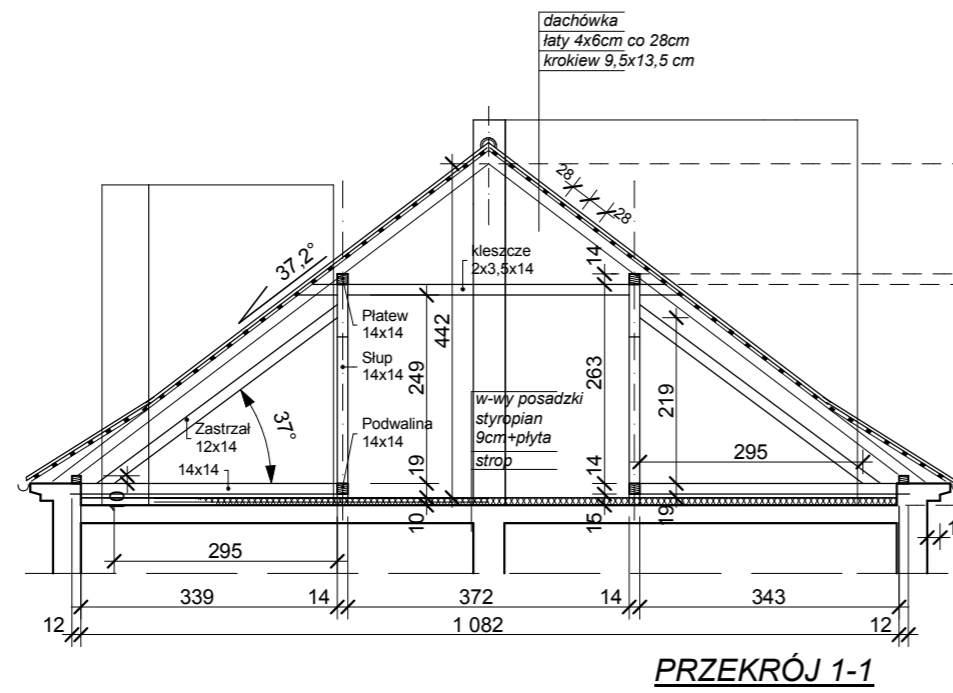 dachówka
łaty 4x6cm co 28cm
krokiew 9,5x13,5 cm
28
28
37,2°
kleszcze
2x3,5x14
14
442
Płatew
14x14
Słup
14x14
249
263
219
w-wy posadzki
styropian
9cm+płyta
strop
37°
Zastrzał
12x14
Podwalina
14x14
14x14
19
14
295
10
10
15
19
295
339
14
372
14
343
12
1 082
12
PRZEKRÓJ 1-1